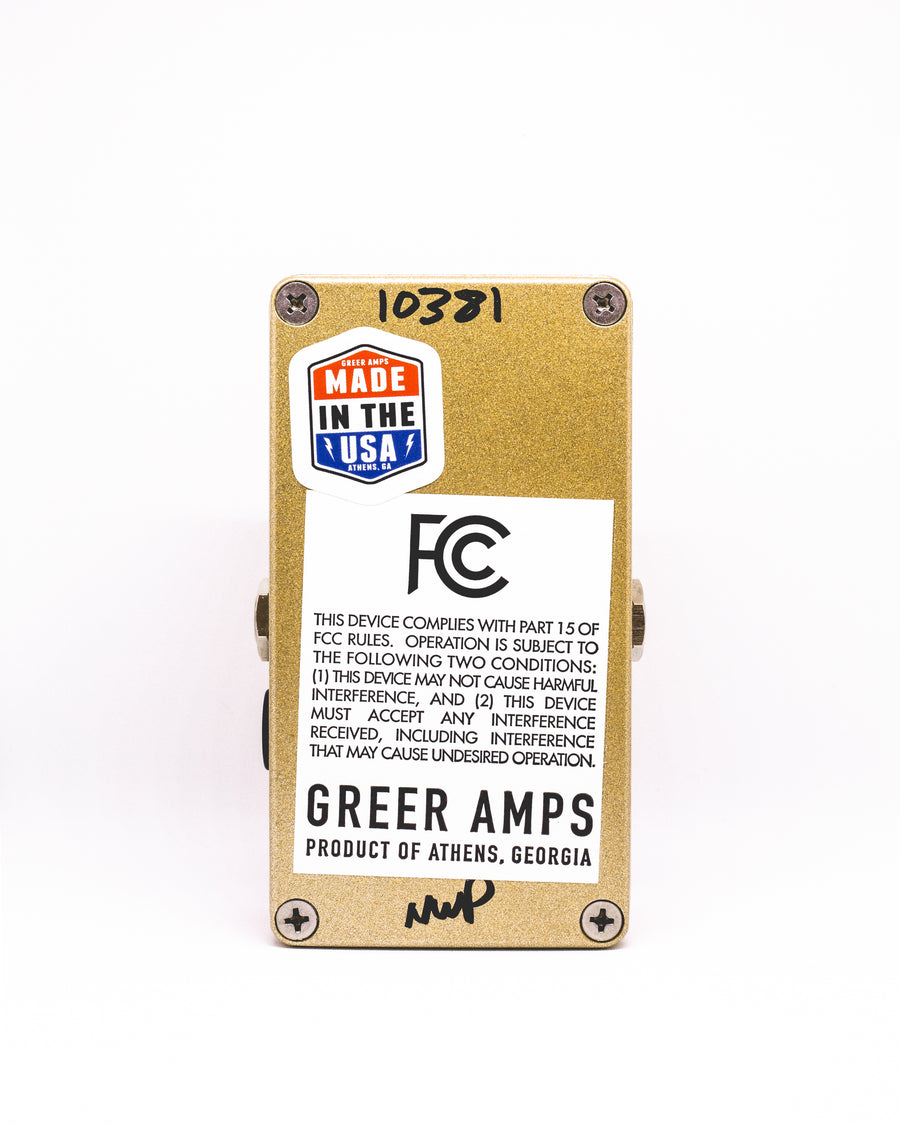 10381
GREER AMPS
MADE
IN THE
USA
ATHENS, GA
FCC
THIS DEVICE COMPLIES WITH PART 15 OF
FCC RULES. OPERATION IS SUBJECT TO
THE FOLLOWING TWO CONDITIONS:
(1) THIS DEVICE MAY NOT CAUSE HARMFUL
INTERFERENCE, AND (2) THIS DEVICE
MUST ACCEPT ANY INTERFERENCE
RECEIVED, INCLUDING INTERFERENCE
THAT MAY CAUSE UNDESIRED OPERATION.
GREER AMPS
PRODUCT OF ATHENS, GEORGIA